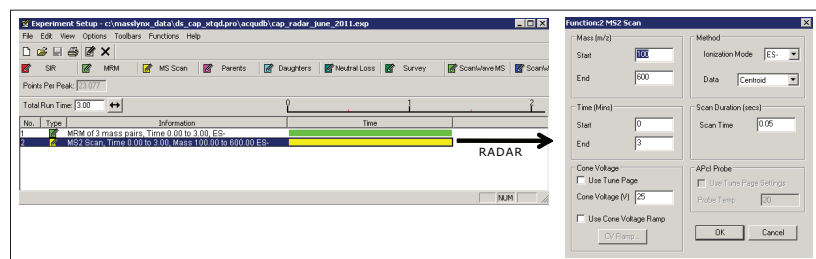 Experiment Setup - c:\masslynx_data\ds_cap_xtqd.pro\acqudb\cap_radar_june_2011.exp
File Edit View Options Toolbars Functions Help
SIR MRM MS Scan Parents Daughters Neutral Loss Survey ScanWave MS ScanW
Points Per Peak: 23.077
Total Run Time: 3.00 0 1 2
No. Type Information Time
1 MRM of 3 mass pairs, Time 0.00 to 3.00, ES-
2 MS2 Scan, Time 0.00 to 3.00, Mass 100.00 to 600.00 ES-
NUM
RADAR
Function:2 MS2 Scan
Mass (m/z)
Start 100
End 600
Method
Ionization Mode ES-
Data Centroid
Time (Mins)
Start 0
End 3
Scan Duration (secs)
Scan Time 0.05
Cone Voltage
Use Tune Page
Cone Voltage (V) 25
Use Cone Voltage Ramp
CV Ramp...
APcI Probe
Use Tune Page Settings
Probe Temp 20
OK Cancel